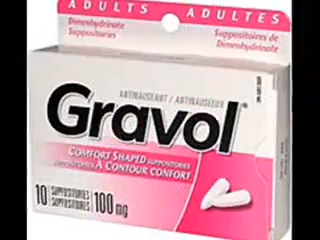 ADULTES ADULTS
Dimenhydrinate
Suppositories
Suppositoires de
Dimenhydrinate
ANTINAUSEANT / ANTINAUSÉEUX
Gravol
COMFORT SHAPED SUPPOSITORIES
SUPPOSITOIRES À CONTOUR CONFORT
10 SUPPOSITORIES
SUPPOSITOIRES 100 mg